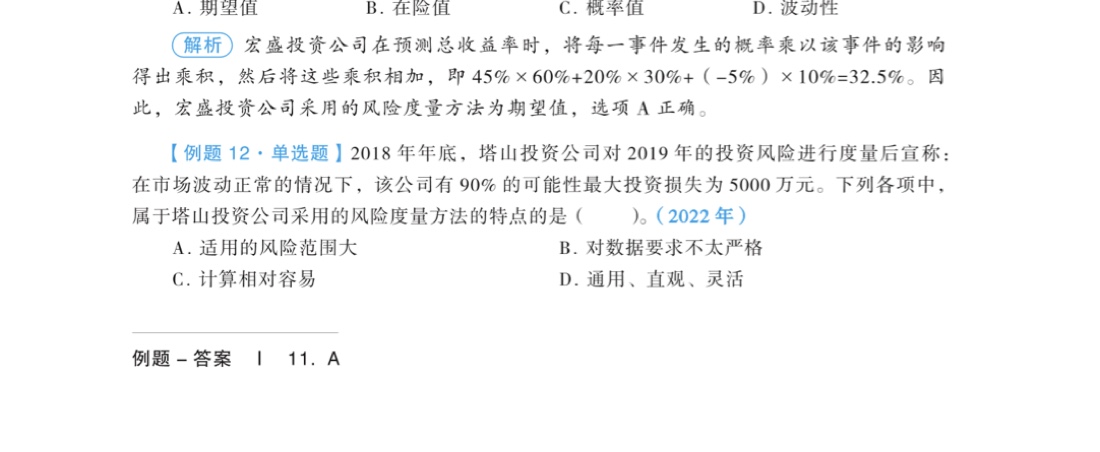 A. 期望值 B. 在险值 C. 概率值 D. 波动性
解析 宏盛投资公司在预测总收益率时，将每一事件发生的概率乘以该事件的影响
得出乘积，然后将这些乘积相加，即 45% × 60%+20% × 30%+（-5%）× 10%=32.5%。因
此，宏盛投资公司采用的风险度量方法为期望值，选项 A 正确。
【例题 12·单选题】2018 年年底，塔山投资公司对 2019 年的投资风险进行度量后宣称：
在市场波动正常的情况下，该公司有 90% 的可能性最大投资损失为 5000 万元。下列各项中，
属于塔山投资公司采用的风险度量方法的特点的是（ ）。（2022 年）
A. 适用的风险范围大 B. 对数据要求不太严格
C. 计算相对容易 D. 通用、直观、灵活
例题 – 答案 | 11. A